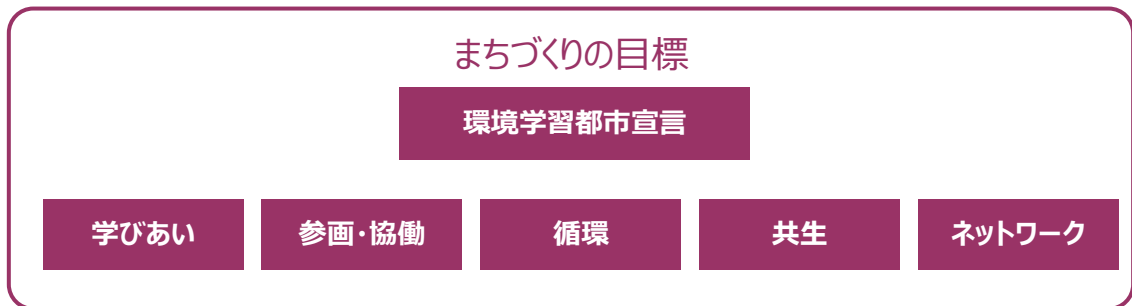 まちづくりの目標
環境学習都市宣言
学びあい
参画・協働
循環
共生
ネットワーク